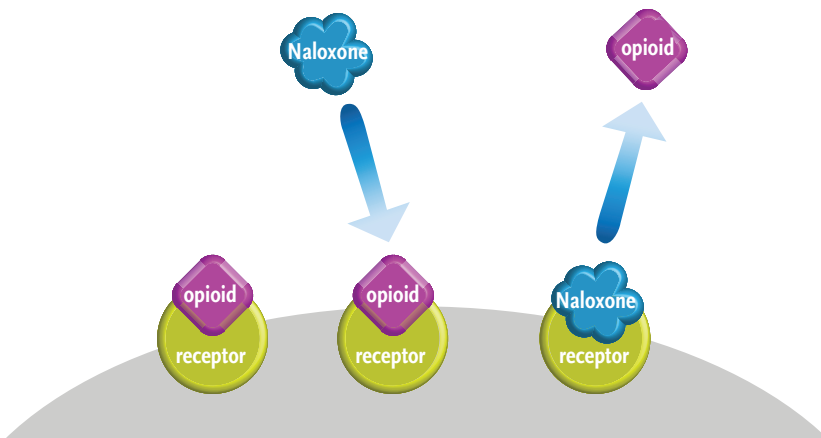 Naloxone
opioid
opioid
receptor
opioid
receptor
Naloxone
receptor